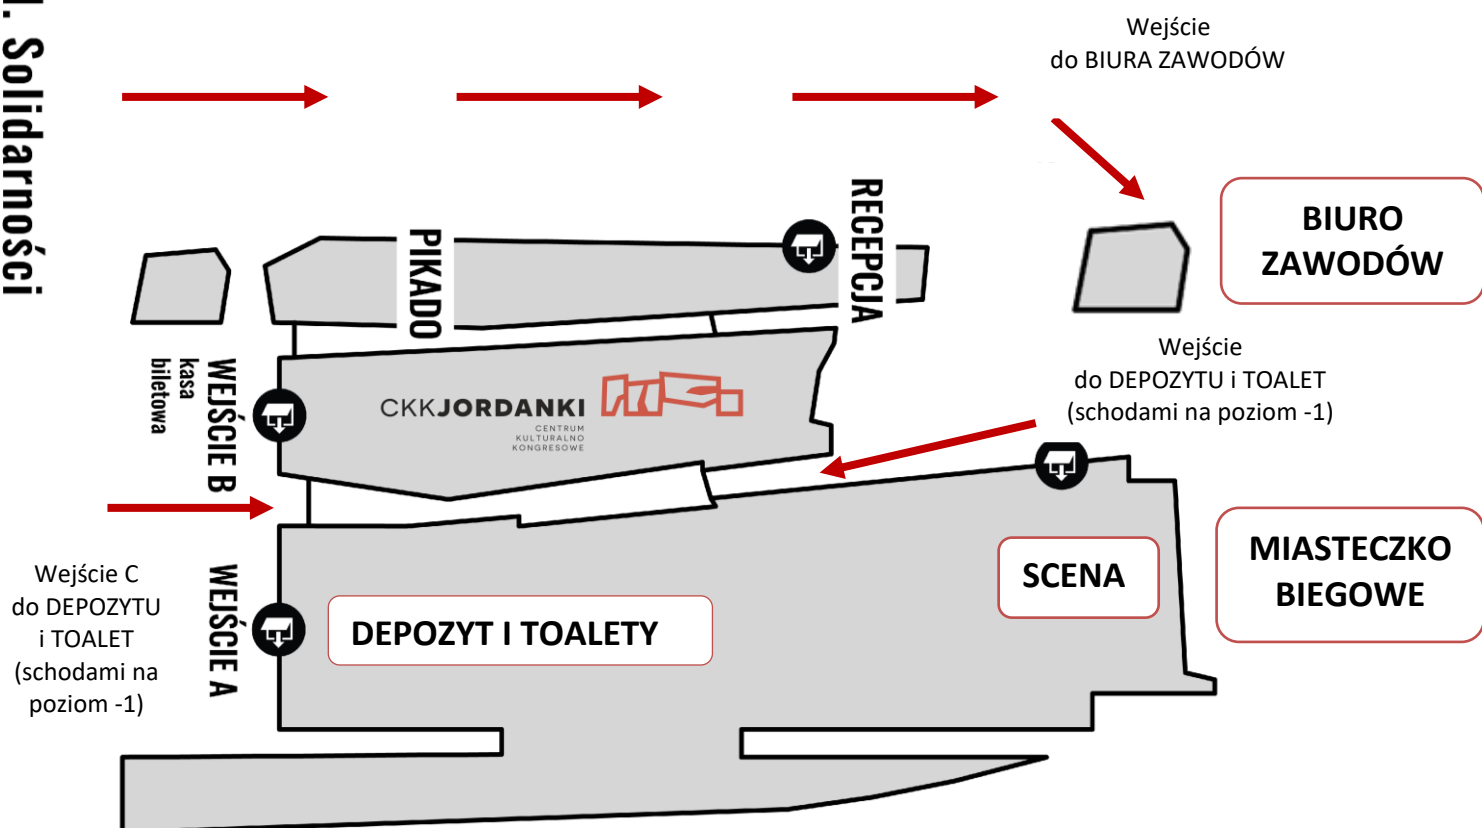 l. Solidarności
Wejście
do BIURA ZAWODÓW
BIURO
ZAWODÓW
RECEPCJA
PIKADO
Wejście
do DEPOZYTU i TOALET
(schodami na poziom -1)
WEJŚCIE B
kasa
biletowa
CKKJORDANKI
CENTRUM
KULTURALNO
KONGRESOWE
SCENA
MIASTECZKO
BIEGOWE
Wejście C
do DEPOZYTU
i TOALET
(schodami na
poziom -1)
WEJŚCIE A
DEPOZYT I TOALETY